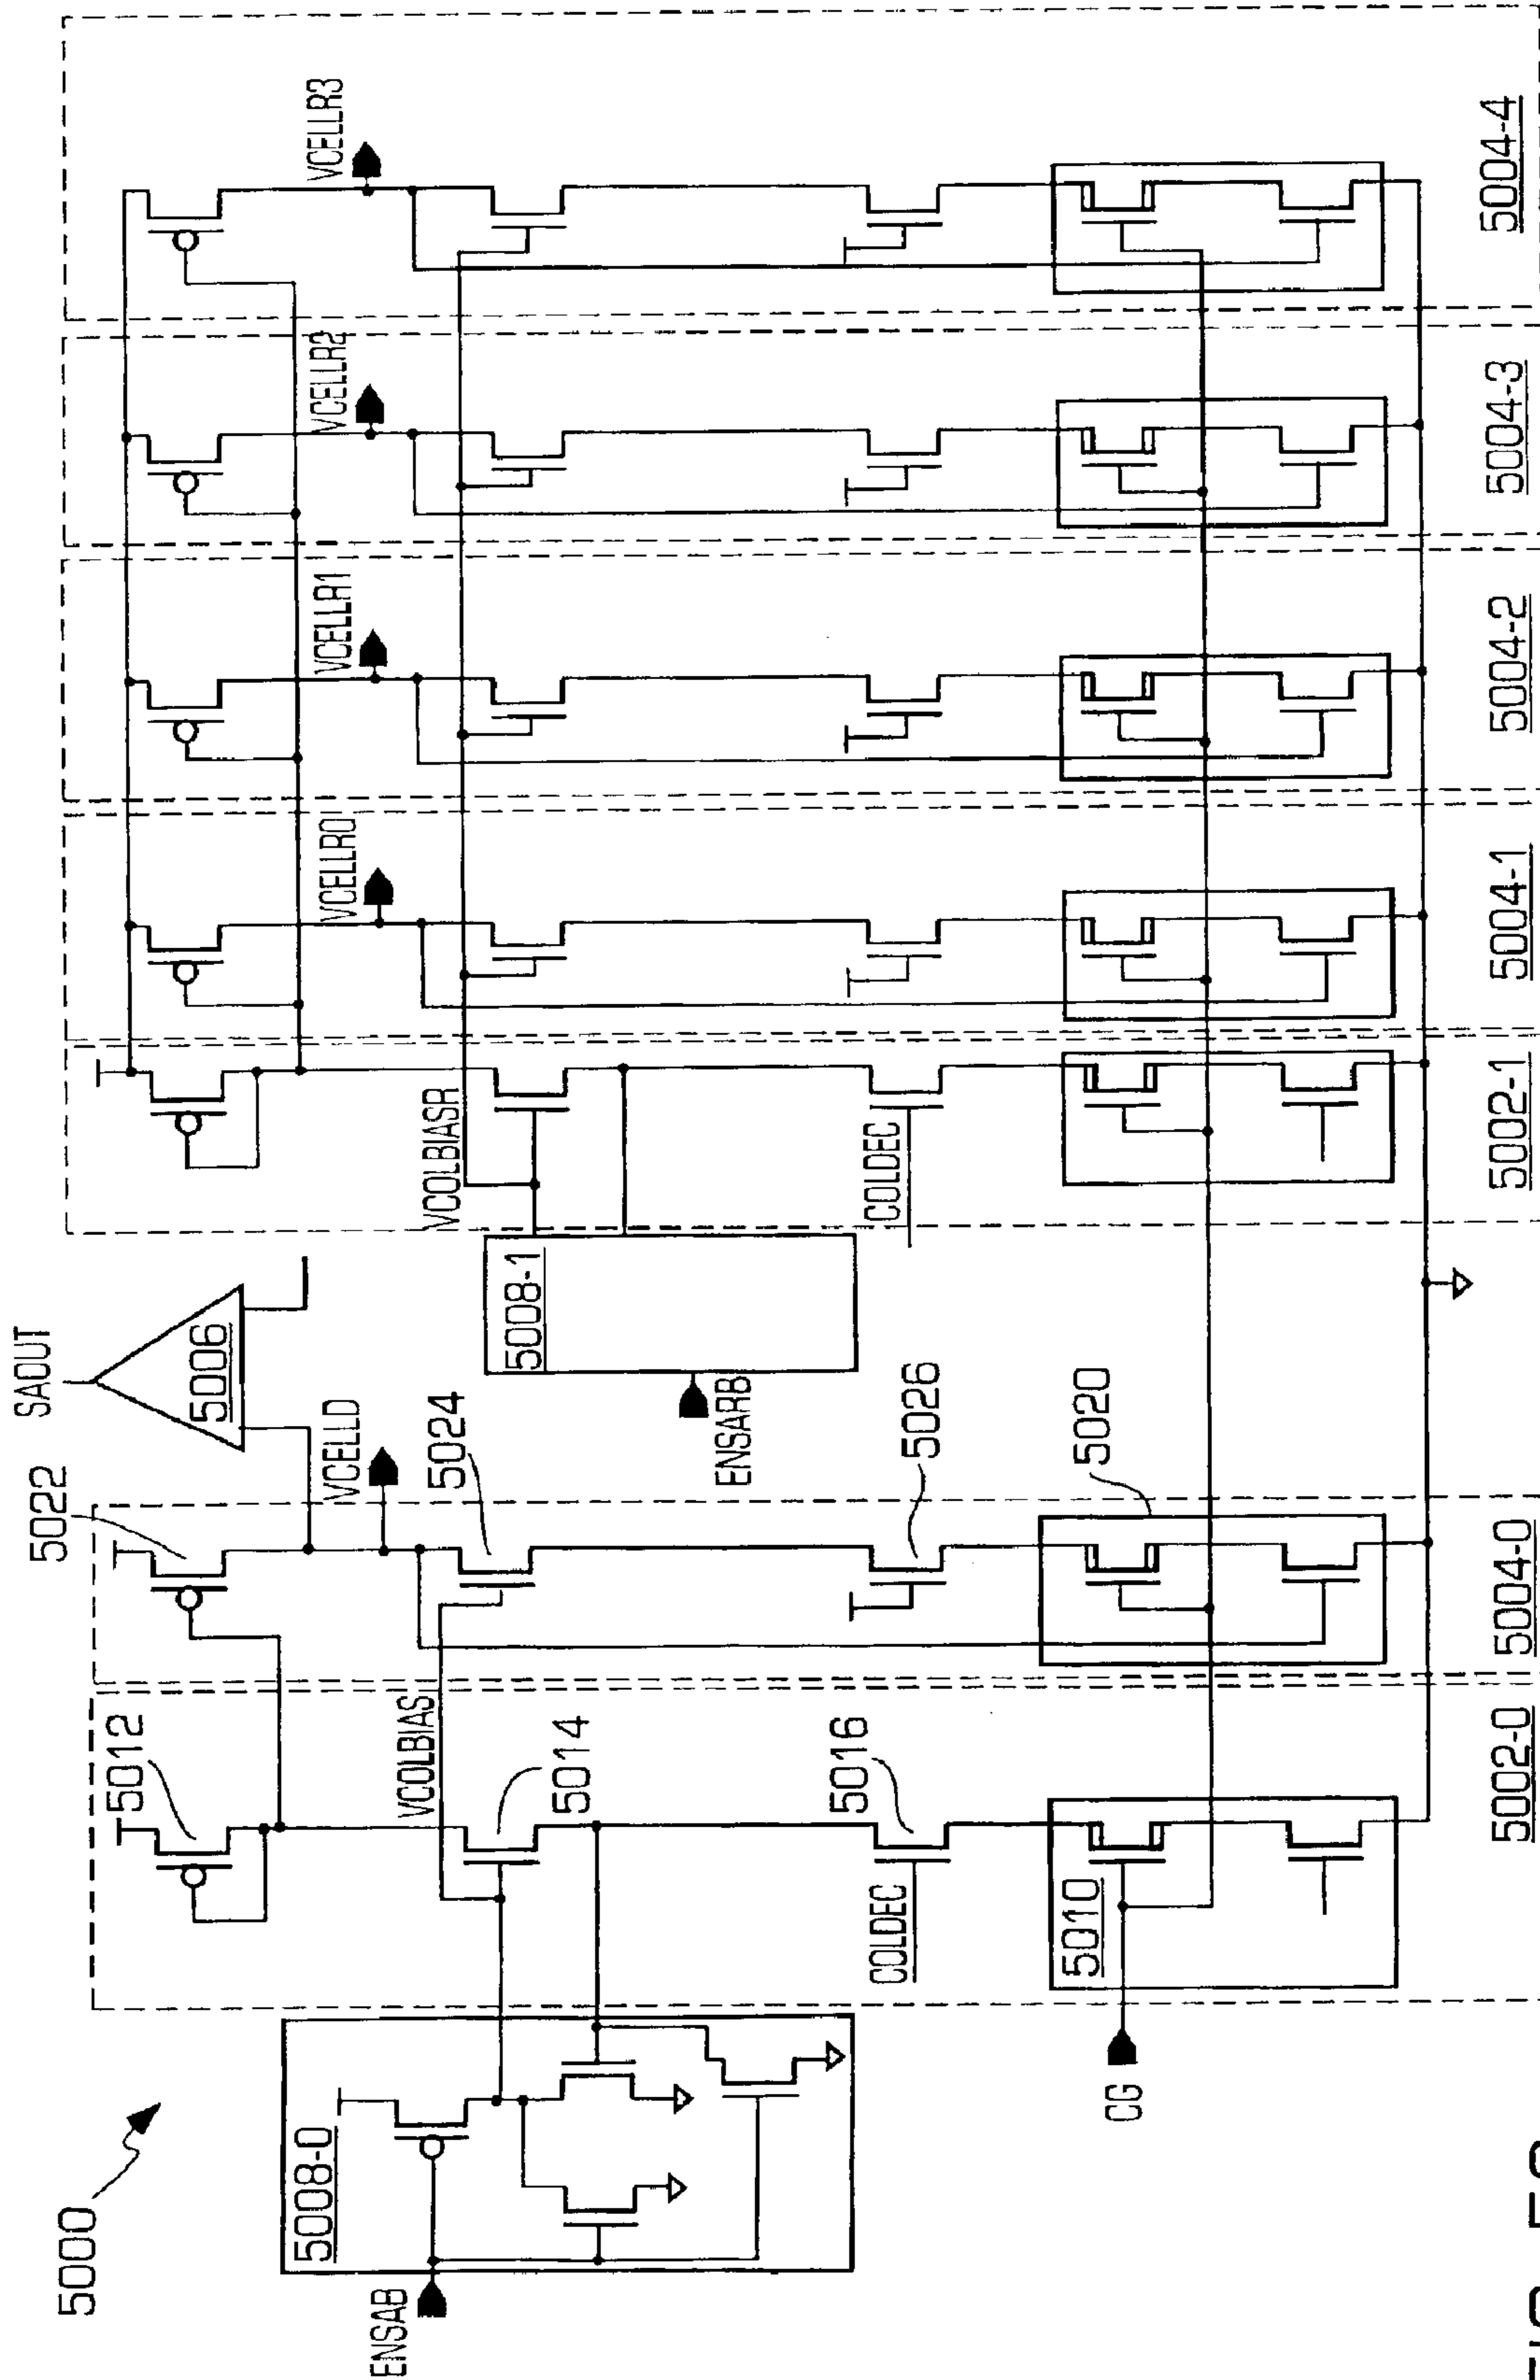 5000
ENSAB
5008-0
CG
5012
VCOLBIAS
5014
COLDEC
5016
5010
5002-0
5022
VCELLD
5024
5026
5020
5004-0
SAOUT
5006
5008-1
ENSARB
VCOLBIASR
COLDEC
5002-1
VCELLR0
5004-1
VCELLR1
5004-2
VCELLR2
5004-3
VCELLR3
5004-4